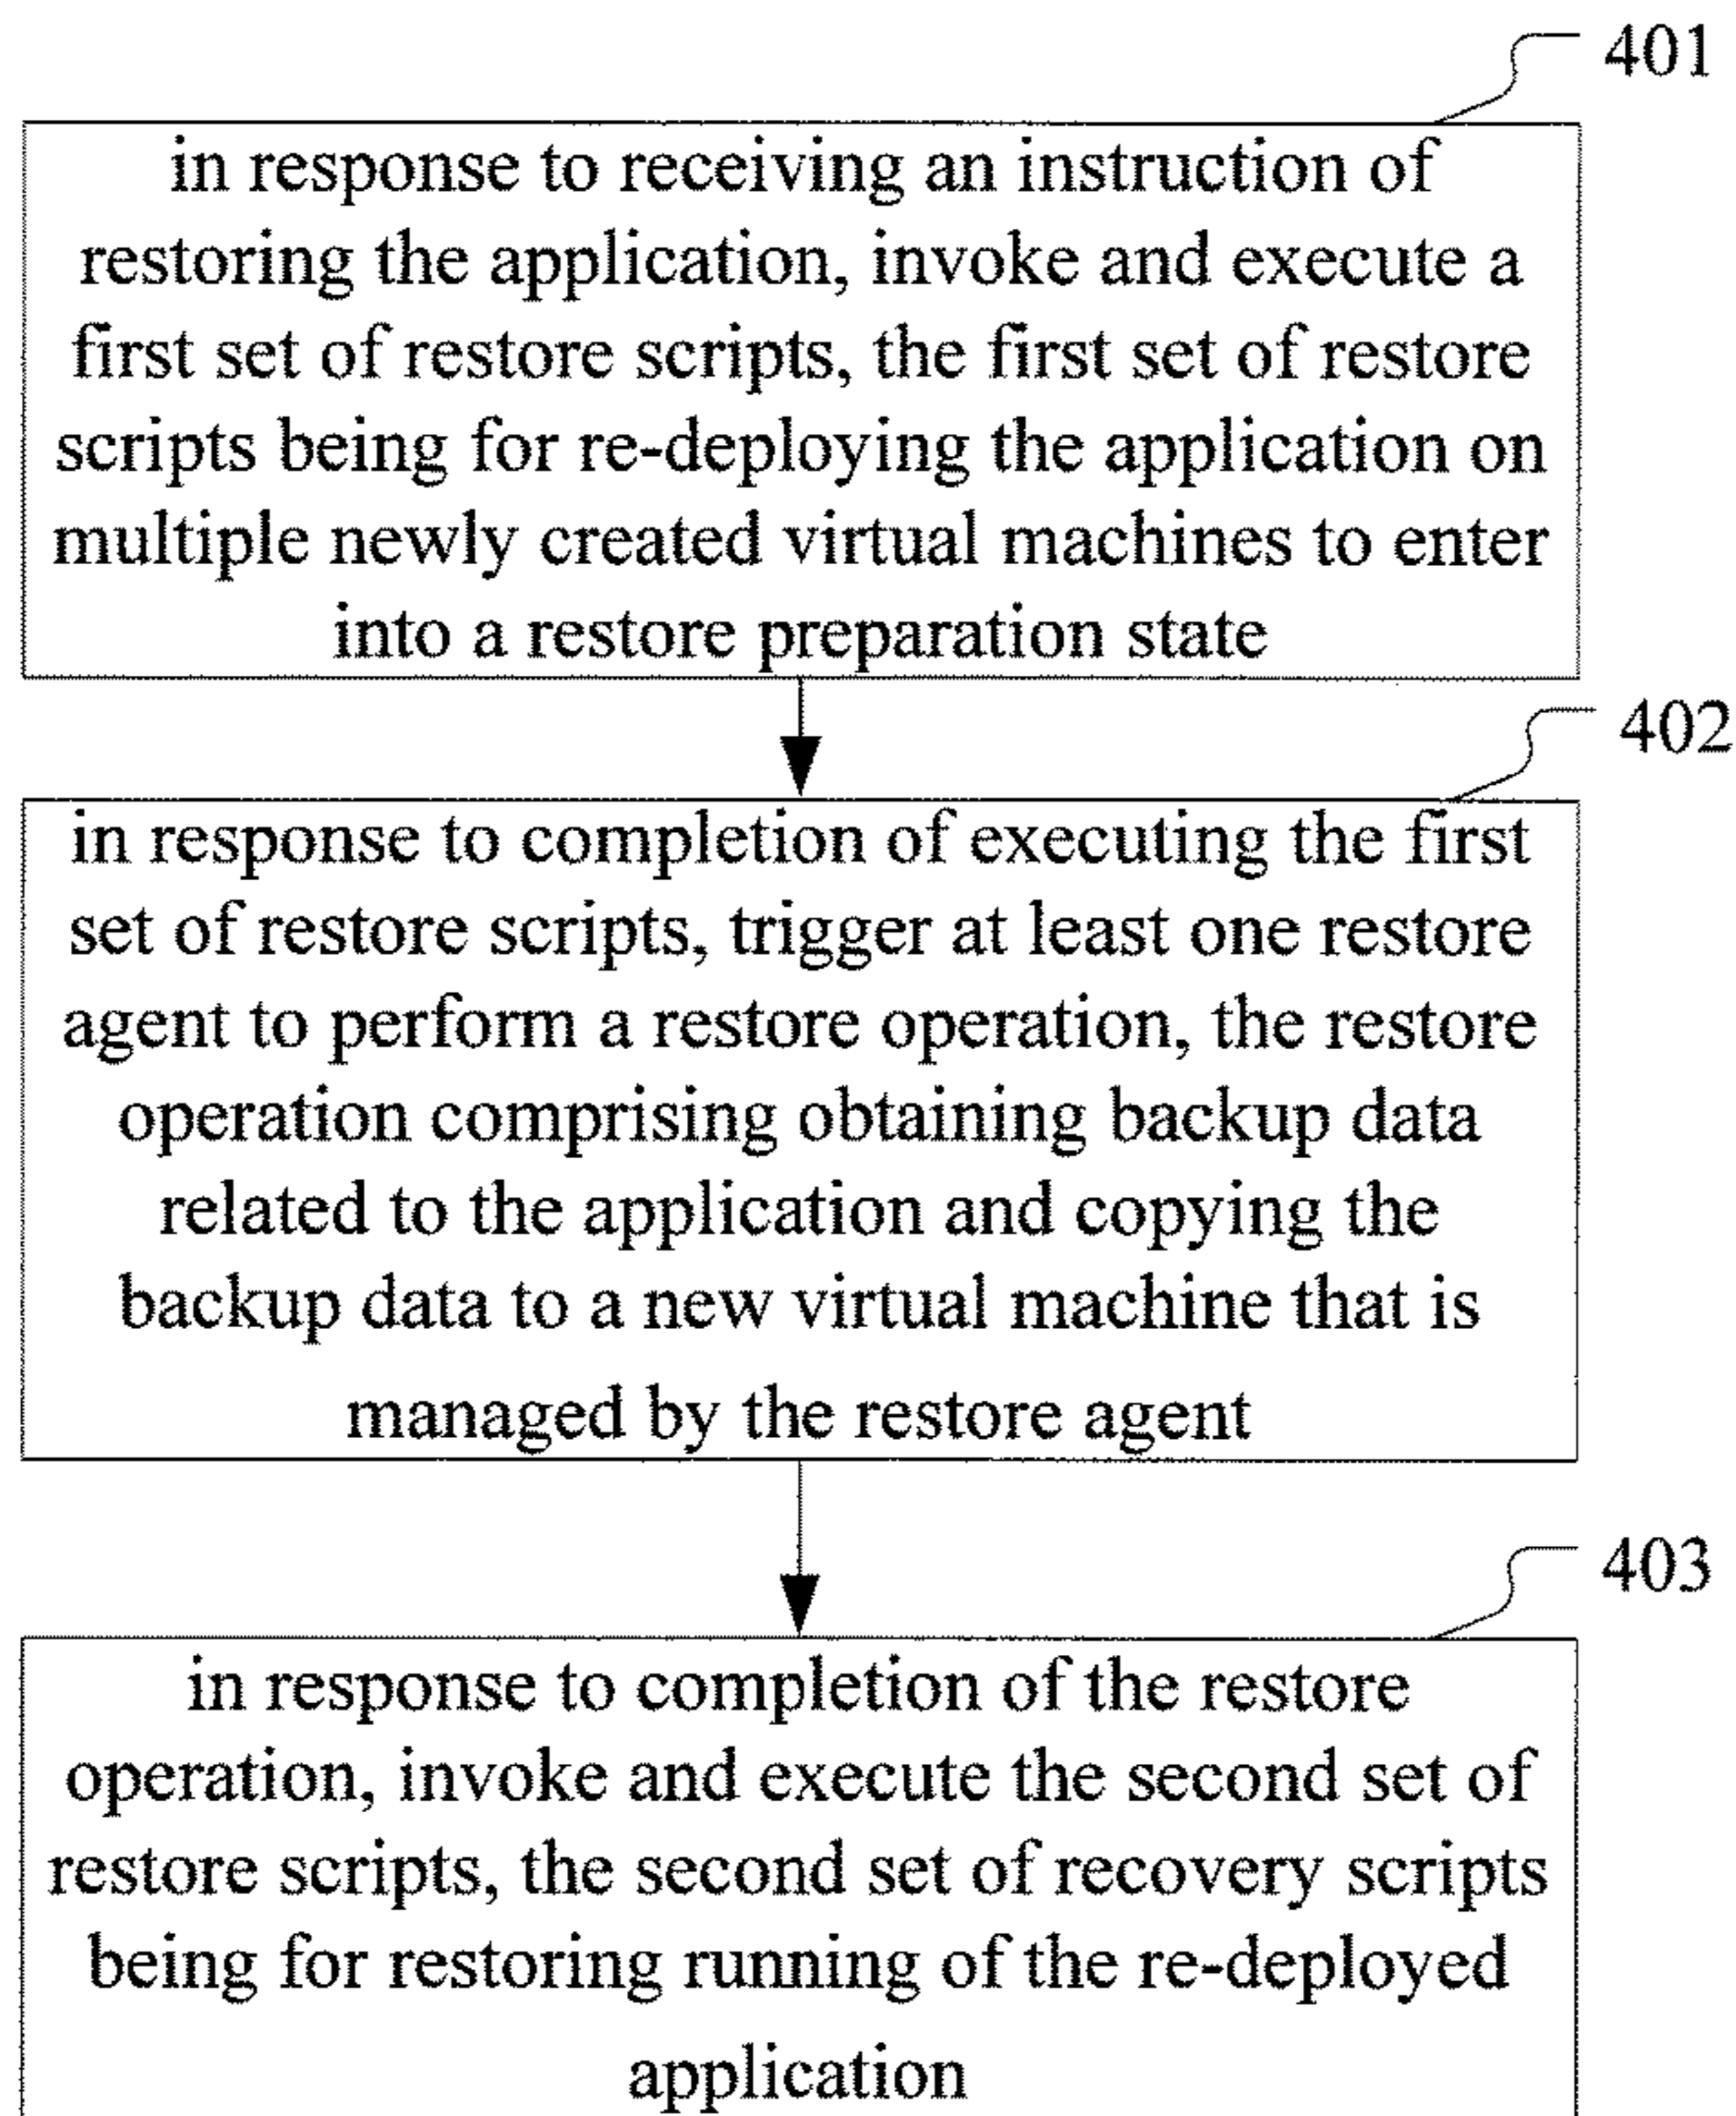 401
in response to receiving an instruction of
restoring the application, invoke and execute a
first set of restore scripts, the first set of restore
scripts being for re-deploying the application on
multiple newly created virtual machines to enter
into a restore preparation state
402
in response to completion of executing the first
set of restore scripts, trigger at least one restore
agent to perform a restore operation, the restore
operation comprising obtaining backup data
related to the application and copying the
backup data to a new virtual machine that is
managed by the restore agent
403
in response to completion of the restore
operation, invoke and execute the second set of
restore scripts, the second set of recovery scripts
being for restoring running of the re-deployed
application